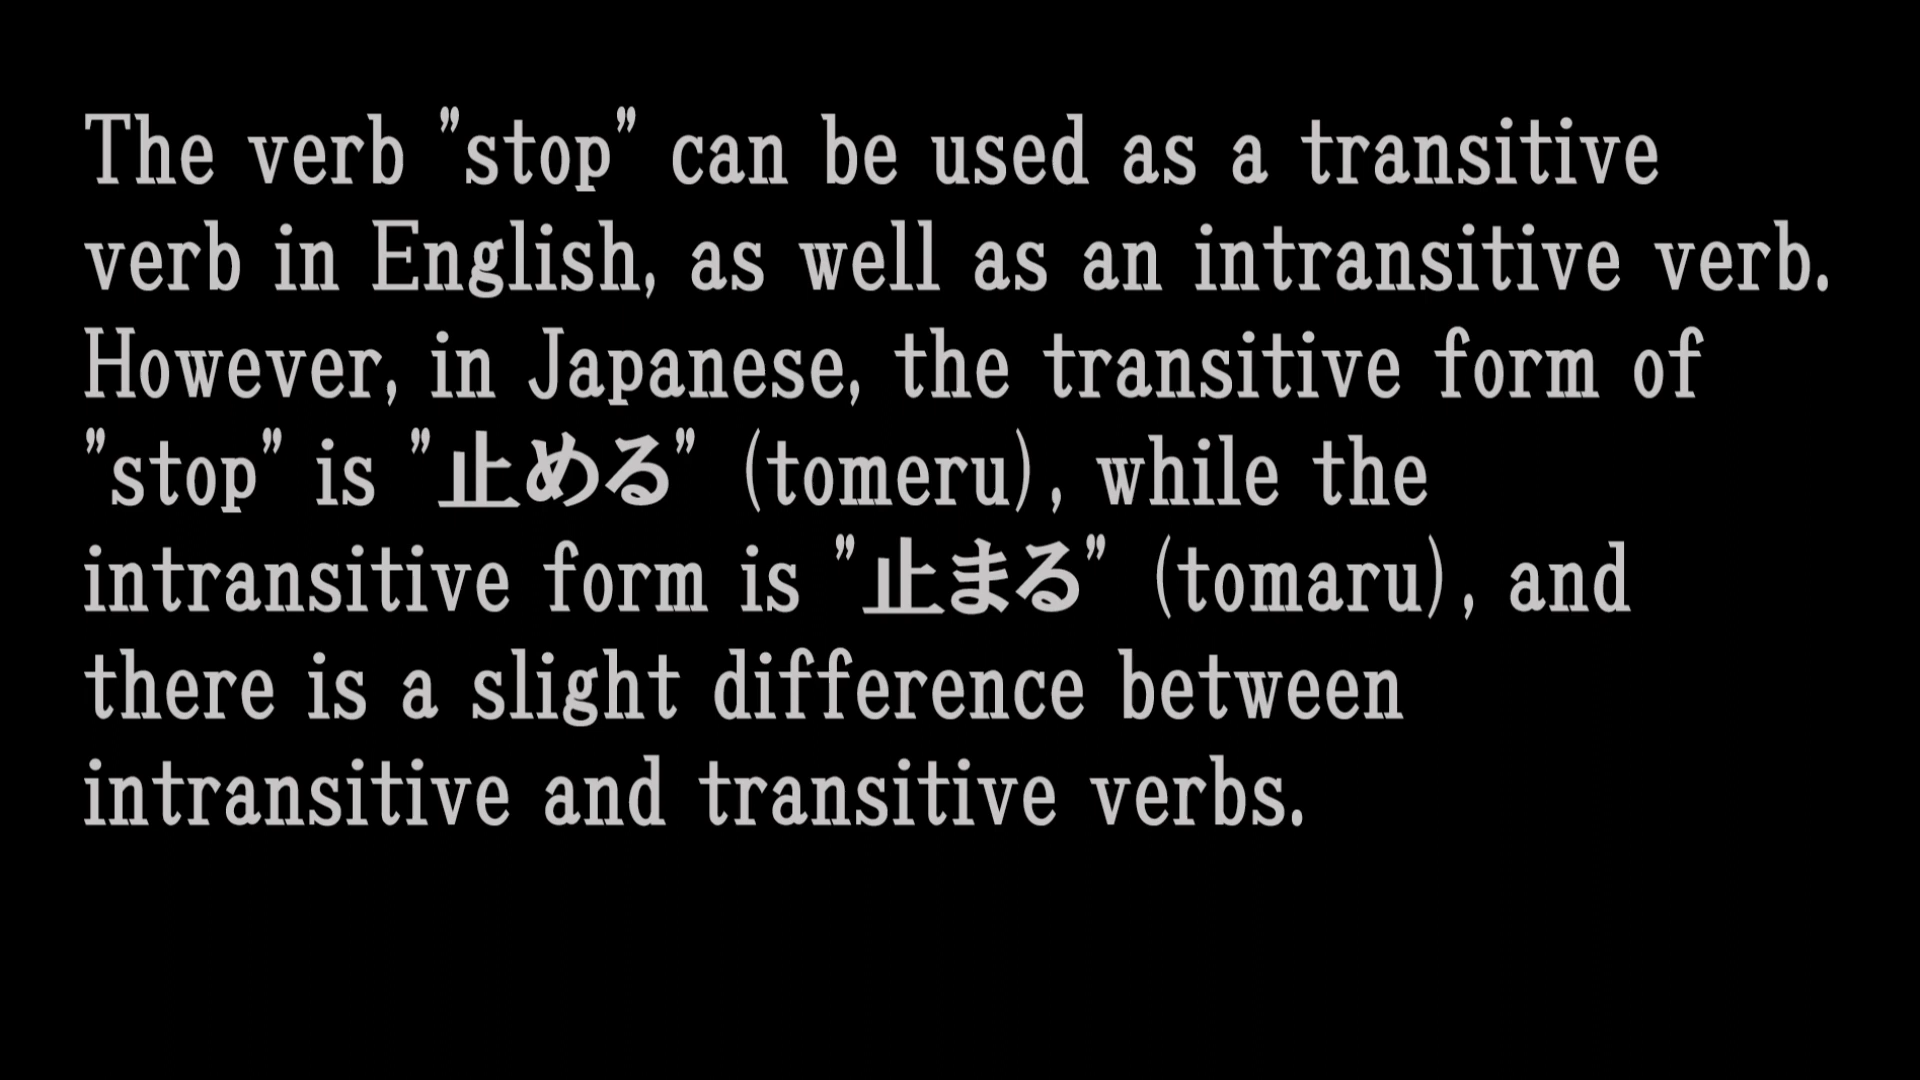 The verb "stop" can be used as a transitive
verb in English, as well as an intransitive verb.
However, in Japanese, the transitive form of
"stop" is "止める" (tomeru), while the
intransitive form is "止まる" (tomaru), and
there is a slight difference between
intransitive and transitive verbs.